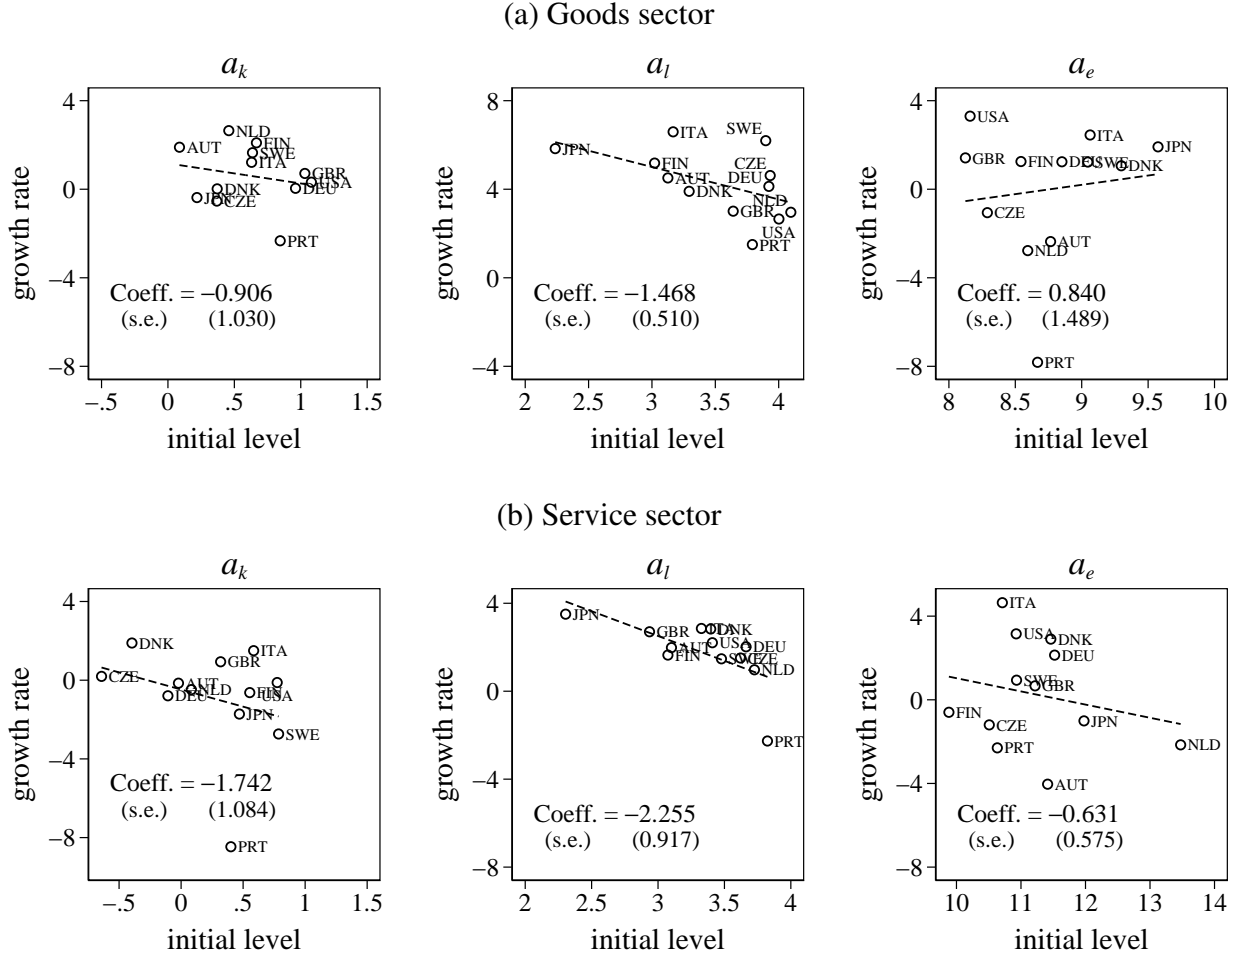 (a) Goods sector
a_k
a_l
a_e
growth rate
4
0
−4
−8
AUT
NLD
FIN
SWE
ITA
GBR
USA
DEU
DNK
JPN
CZE
PRT
Coeff. = −0.906
(s.e.) (1.030)
−.5 0 .5 1 1.5
initial level
growth rate
8
4
0
−4
JPN
ITA
SWE
FIN
CZE
AUT
DEU
DNK
NLD
GBR
USA
PRT
Coeff. = −1.468
(s.e.) (0.510)
2 2.5 3 3.5 4
initial level
growth rate
4
0
−4
−8
USA
ITA
JPN
GBR
FIN
DEU
SWE
DNK
CZE
AUT
NLD
PRT
Coeff. = 0.840
(s.e.) (1.489)
8 8.5 9 9.5 10
initial level
(b) Service sector
a_k
a_l
a_e
growth rate
4
0
−4
−8
DNK
ITA
GBR
CZE
AUT
NLD
DEU
FIN
USA
JPN
SWE
PRT
Coeff. = −1.742
(s.e.) (1.084)
−.5 0 .5 1
initial level
growth rate
4
0
−4
−8
JPN
GBR
ITA
DNK
USA
AUT
DEU
FIN
SWE
CZE
NLD
PRT
Coeff. = −2.255
(s.e.) (0.917)
2 2.5 3 3.5 4
initial level
growth rate
4
0
−4
−8
ITA
USA
DNK
DEU
SWE
GBR
FIN
CZE
JPN
PRT
NLD
AUT
Coeff. = −0.631
(s.e.) (0.575)
10 11 12 13 14
initial level